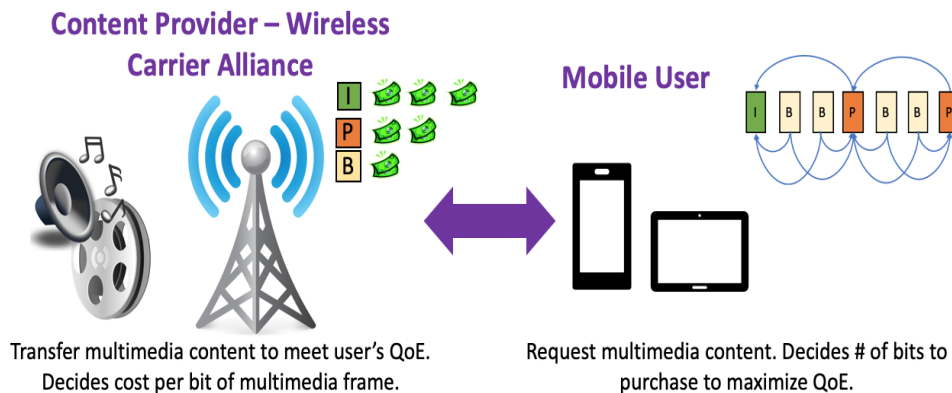 Content Provider – Wireless
Carrier Alliance
I
P
B
Mobile User
I B B P B B P
Transfer multimedia content to meet user's QoE.
Decides cost per bit of multimedia frame.
Request multimedia content. Decides # of bits to
purchase to maximize QoE.